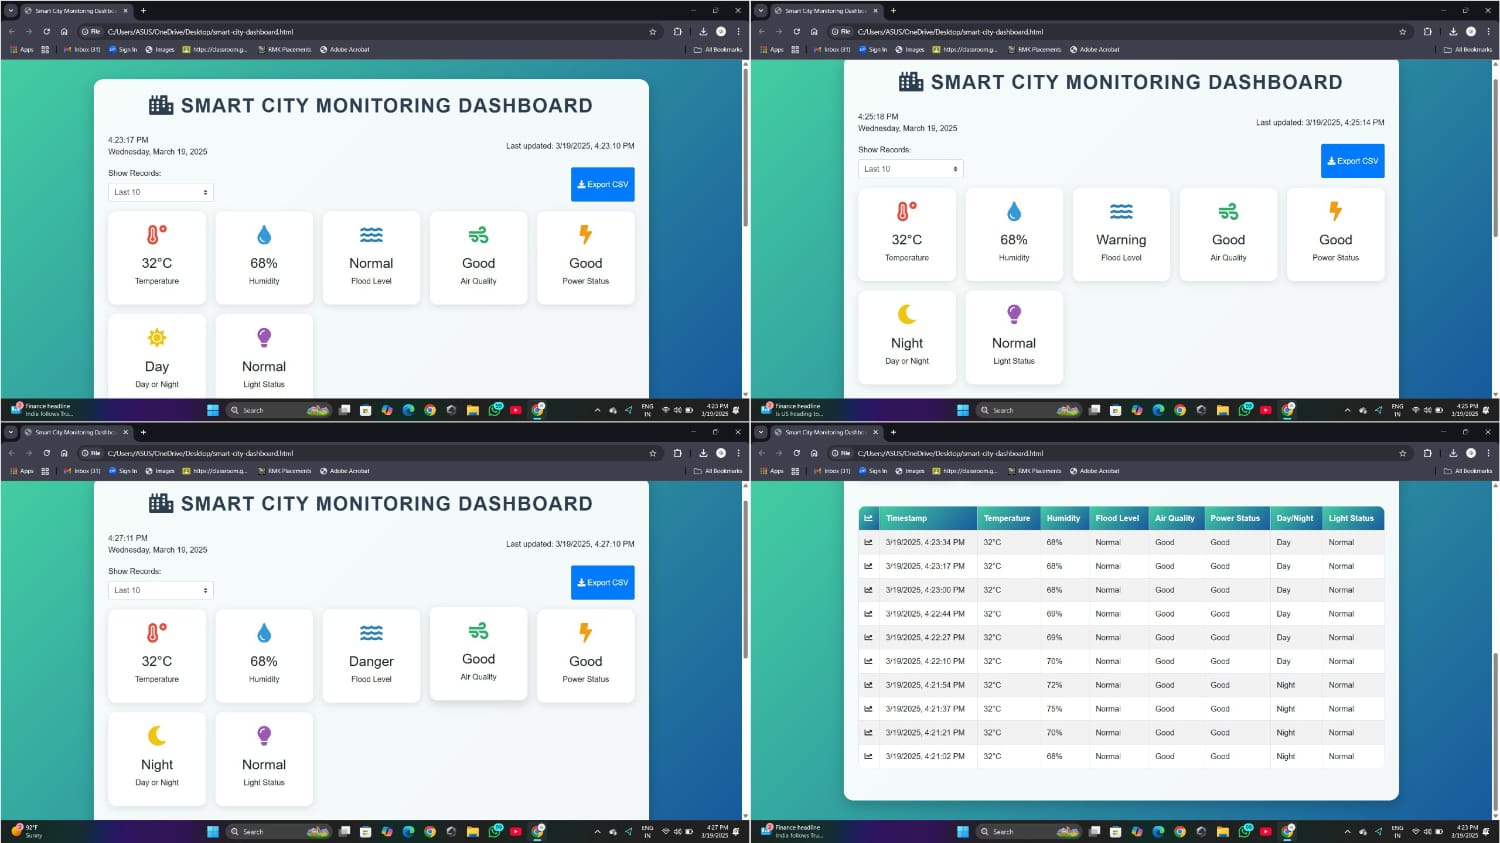 Smart City Monitoring Dashbo
File C:/Users/ASUS/OneDrive/Desktop/smart-city-dashboard.html
Apps Inbox (31) Sign In Images https://classroom.g... RMK Placements Adobe Acrobat All Bookmarks
SMART CITY MONITORING DASHBOARD
4:23:17 PM
Wednesday, March 19, 2025
Last updated: 3/19/2025, 4:23:10 PM
Show Records:
Last 10
Export CSV
32°C 68% Normal Good Good
Temperature Humidity Flood Level Air Quality Power Status
Day Normal
Day or Night Light Status
Finance headline
India follows Tru...
Search
ENG
IN
4:23 PM
3/19/2025
Smart City Monitoring Dashbo
File C:/Users/ASUS/OneDrive/Desktop/smart-city-dashboard.html
Apps Inbox (31) Sign In Images https://classroom.g... RMK Placements Adobe Acrobat All Bookmarks
SMART CITY MONITORING DASHBOARD
4:25:18 PM
Wednesday, March 19, 2025
Last updated: 3/19/2025, 4:25:14 PM
Show Records:
Last 10
Export CSV
32°C 68% Warning Good Good
Temperature Humidity Flood Level Air Quality Power Status
Night Normal
Day or Night Light Status
Finance headline
Is US heading to...
Search
ENG
IN
4:25 PM
3/19/2025
Smart City Monitoring Dashbo
File C:/Users/ASUS/OneDrive/Desktop/smart-city-dashboard.html
Apps Inbox (31) Sign In Images https://classroom.g... RMK Placements Adobe Acrobat All Bookmarks
SMART CITY MONITORING DASHBOARD
4:27:11 PM
Wednesday, March 19, 2025
Last updated: 3/19/2025, 4:27:10 PM
Show Records:
Last 10
Export CSV
32°C 68% Danger Good Good
Temperature Humidity Flood Level Air Quality Power Status
Night Normal
Day or Night Light Status
92°F
Sunny
Search
ENG
IN
4:27 PM
3/19/2025
Smart City Monitoring Dashbo
File C:/Users/ASUS/OneDrive/Desktop/smart-city-dashboard.html
Apps Inbox (31) Sign In Images https://classroom.g... RMK Placements Adobe Acrobat All Bookmarks
Timestamp Temperature Humidity Flood Level Air Quality Power Status Day/Night Light Status
3/19/2025, 4:23:34 PM 32°C 68% Normal Good Good Day Normal
3/19/2025, 4:23:17 PM 32°C 68% Normal Good Good Day Normal
3/19/2025, 4:23:00 PM 32°C 68% Normal Good Good Day Normal
3/19/2025, 4:22:44 PM 32°C 69% Normal Good Good Day Normal
3/19/2025, 4:22:27 PM 32°C 69% Normal Good Good Day Normal
3/19/2025, 4:22:10 PM 32°C 70% Normal Good Good Day Normal
3/19/2025, 4:21:54 PM 32°C 72% Normal Good Good Night Normal
3/19/2025, 4:21:37 PM 32°C 75% Normal Good Good Night Normal
3/19/2025, 4:21:21 PM 32°C 70% Normal Good Good Night Normal
3/19/2025, 4:21:02 PM 32°C 68% Normal Good Good Night Normal
Finance headline
India follows Tru...
Search
ENG
IN
4:23 PM
3/19/2025